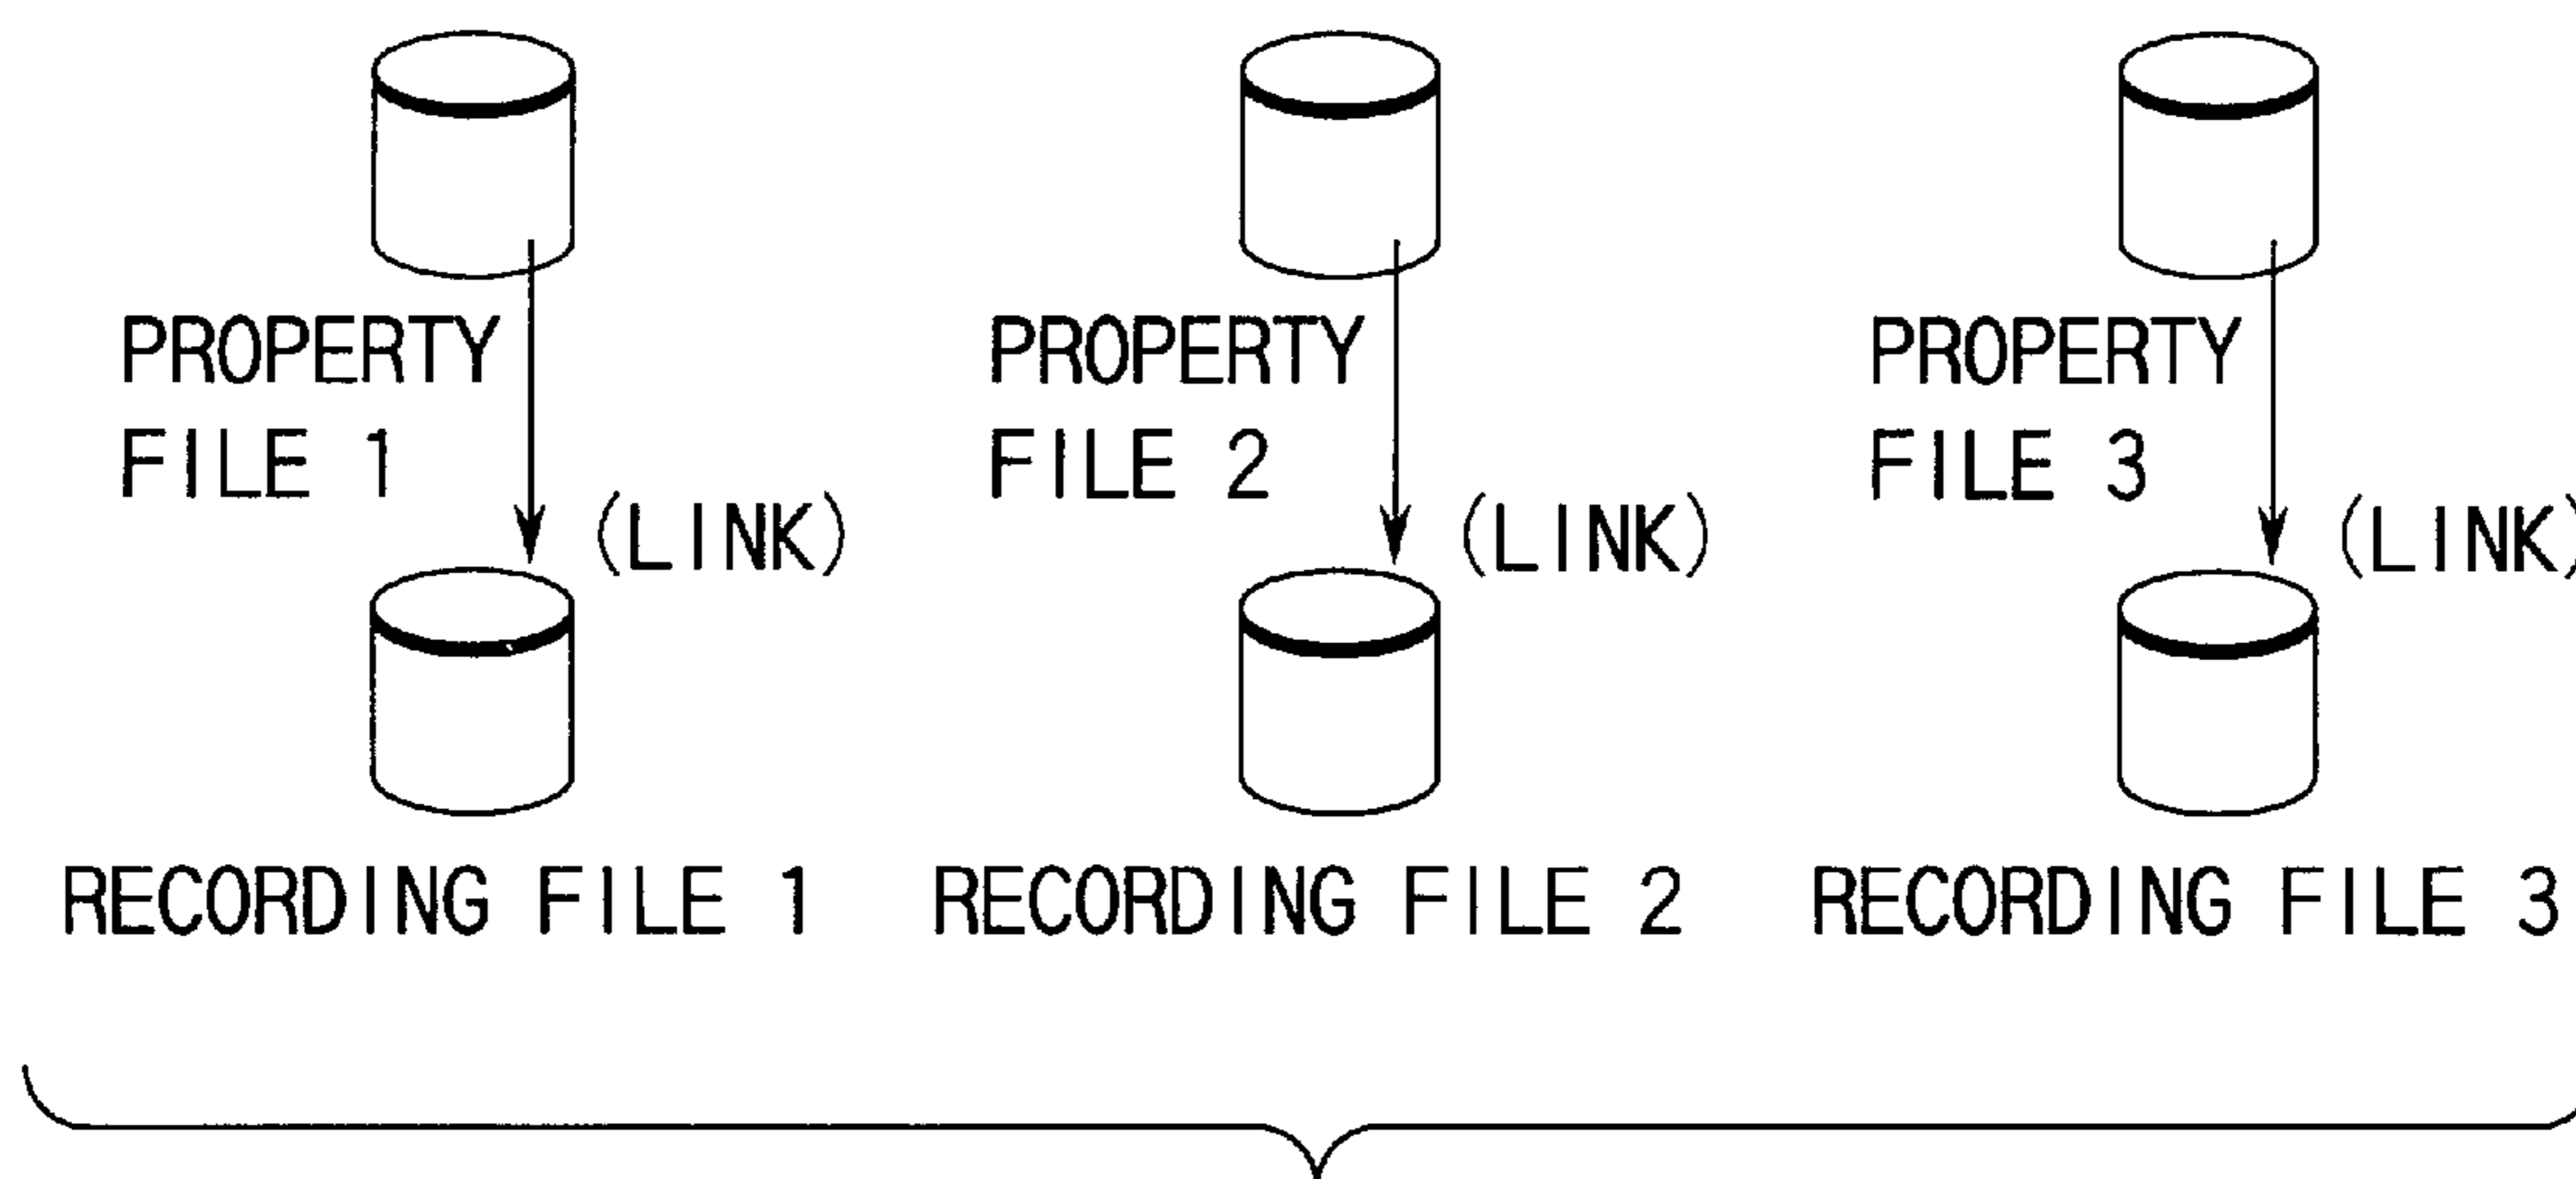 PROPERTY
FILE 1
(LINK)
RECORDING FILE 1
PROPERTY
FILE 2
(LINK)
RECORDING FILE 2
PROPERTY
FILE 3
(LINK)
RECORDING FILE 3